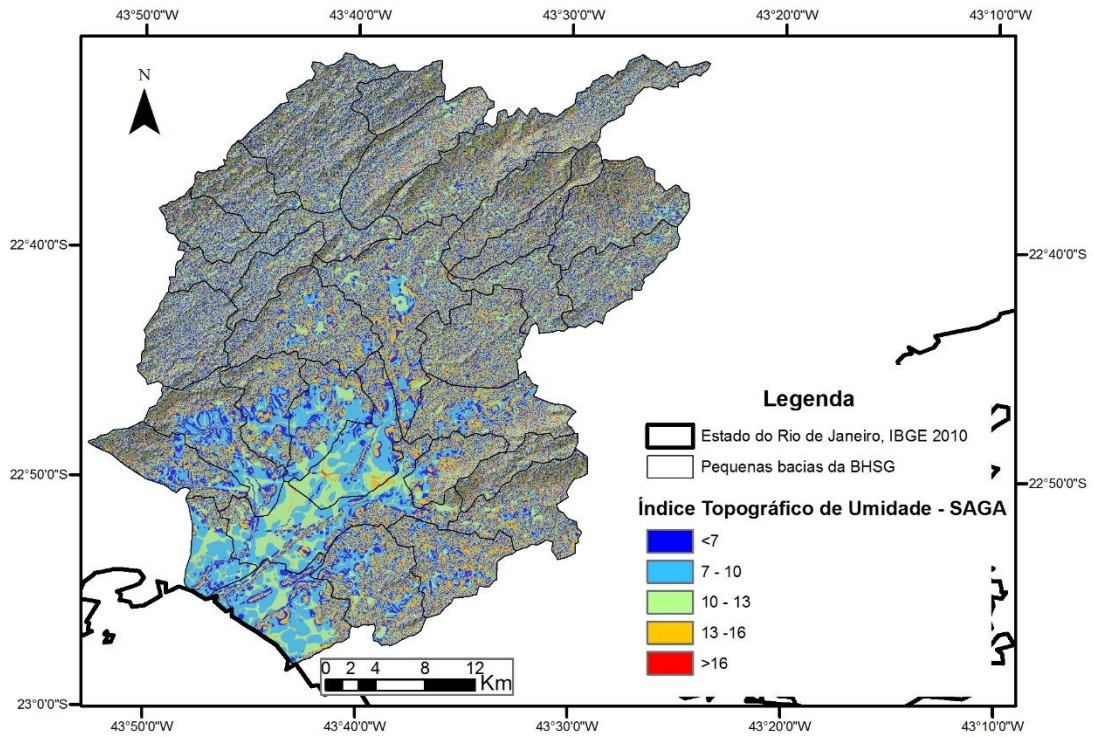 43°50'0"W 43°40'0"W 43°30'0"W 43°20'0"W 43°10'0"W
N
22°40'0"S 22°40'0"S
Legenda
Estado do Rio de Janeiro, IBGE 2010
Pequenas bacias da BHSG
22°50'0"S 22°50'0"S
Índice Topográfico de Umidade - SAGA
<7
7 - 10
10 - 13
13 -16
>16
0 2 4 8 12
Km
23°0'0"S 23°0'0"S
43°50'0"W 43°40'0"W 43°30'0"W 43°20'0"W 43°10'0"W